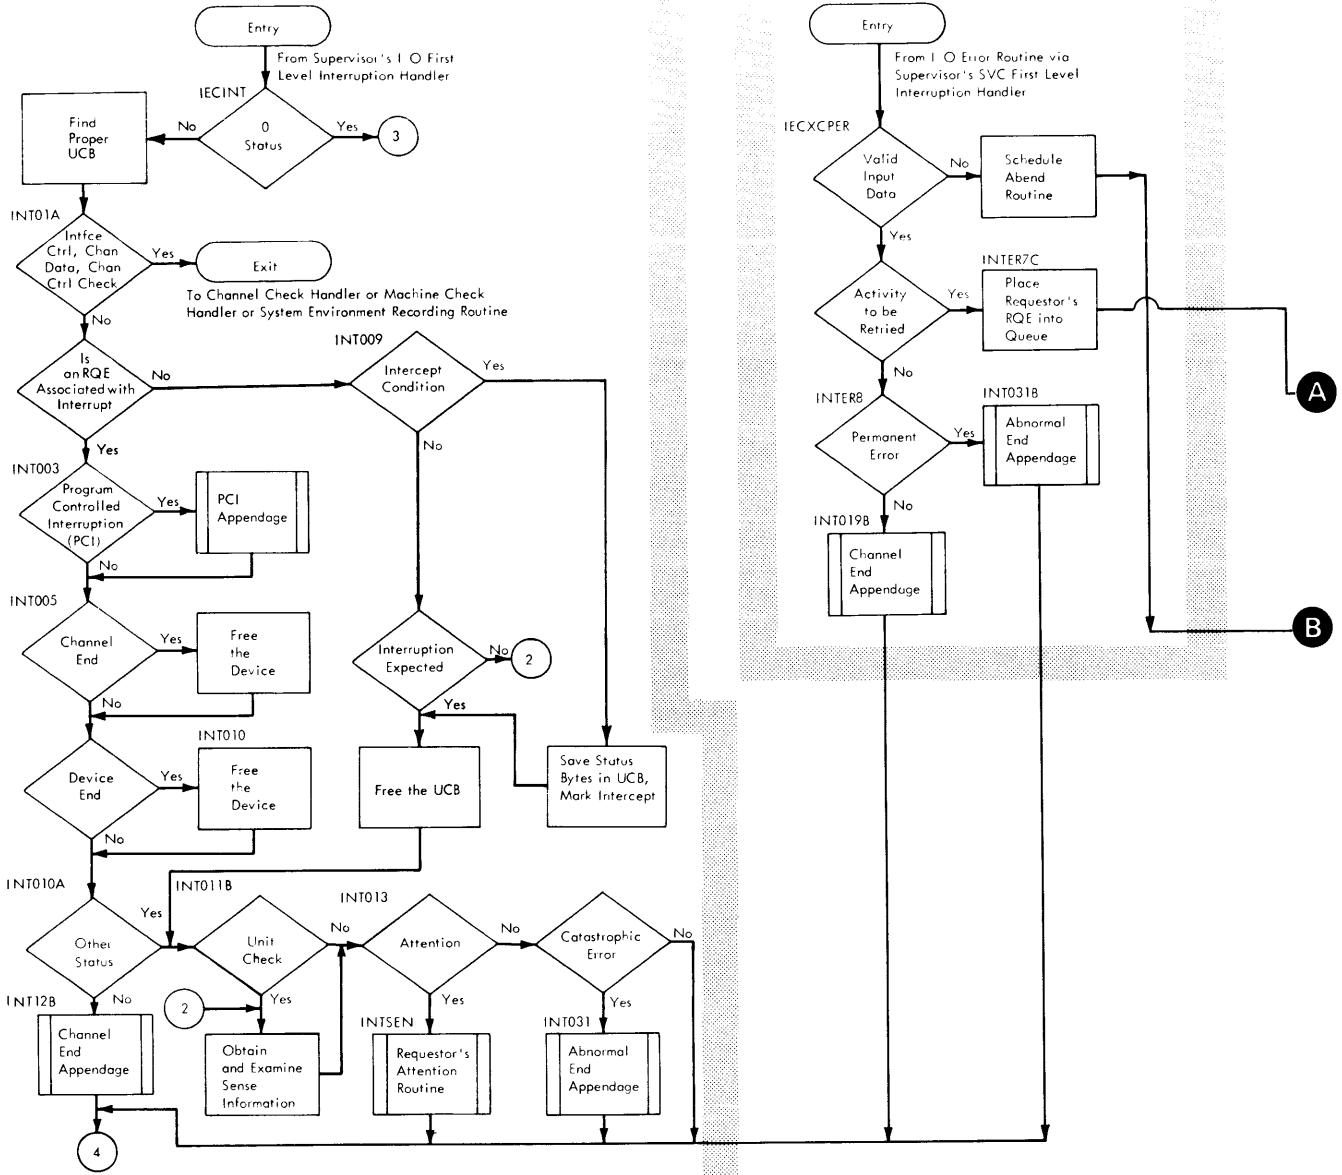 Entry
From Supervisor's I O First
Level Interruption Handler
IECINT
0
Status
No
Yes
3
Find
Proper
UCB
INT01A
Intfce
Ctrl, Chan
Data, Chan
Ctrl Check
Yes
Exit
To Channel Check Handler or Machine Check
Handler or System Environment Recording Routine
No
Is
an RQE
Associated with
Interrupt
No
Yes
INT009
Intercept
Condition
Yes
No
INT003
Program
Controlled
Interruption
(PCI)
Yes
PCI
Appendage
No
INT005
Channel
End
Yes
Free
the
Device
No
Interruption
Expected
No
2
Yes
Device
End
Yes
INT010
Free
the
Device
No
Free the UCB
Save Status
Bytes in UCB,
Mark Intercept
INT010A
Other
Status
Yes
No
INT011B
Unit
Check
No
Yes
2
Obtain
and Examine
Sense
Information
INT013
Attention
No
Yes
INTSEN
Requestor's
Attention
Routine
Catastrophic
Error
No
Yes
INT031
Abnormal
End
Appendage
INT12B
Channel
End
Appendage
4
Entry
From I O Error Routine via
Supervisor's SVC First Level
Interruption Handler
IECXCPER
Valid
Input
Data
No
Schedule
Abend
Routine
Yes
Activity
to be
Retried
Yes
INTER7C
Place
Requestor's
RQE into
Queue
A
No
INTER8
Permanent
Error
Yes
INT031B
Abnormal
End
Appendage
No
INT019B
Channel
End
Appendage
B